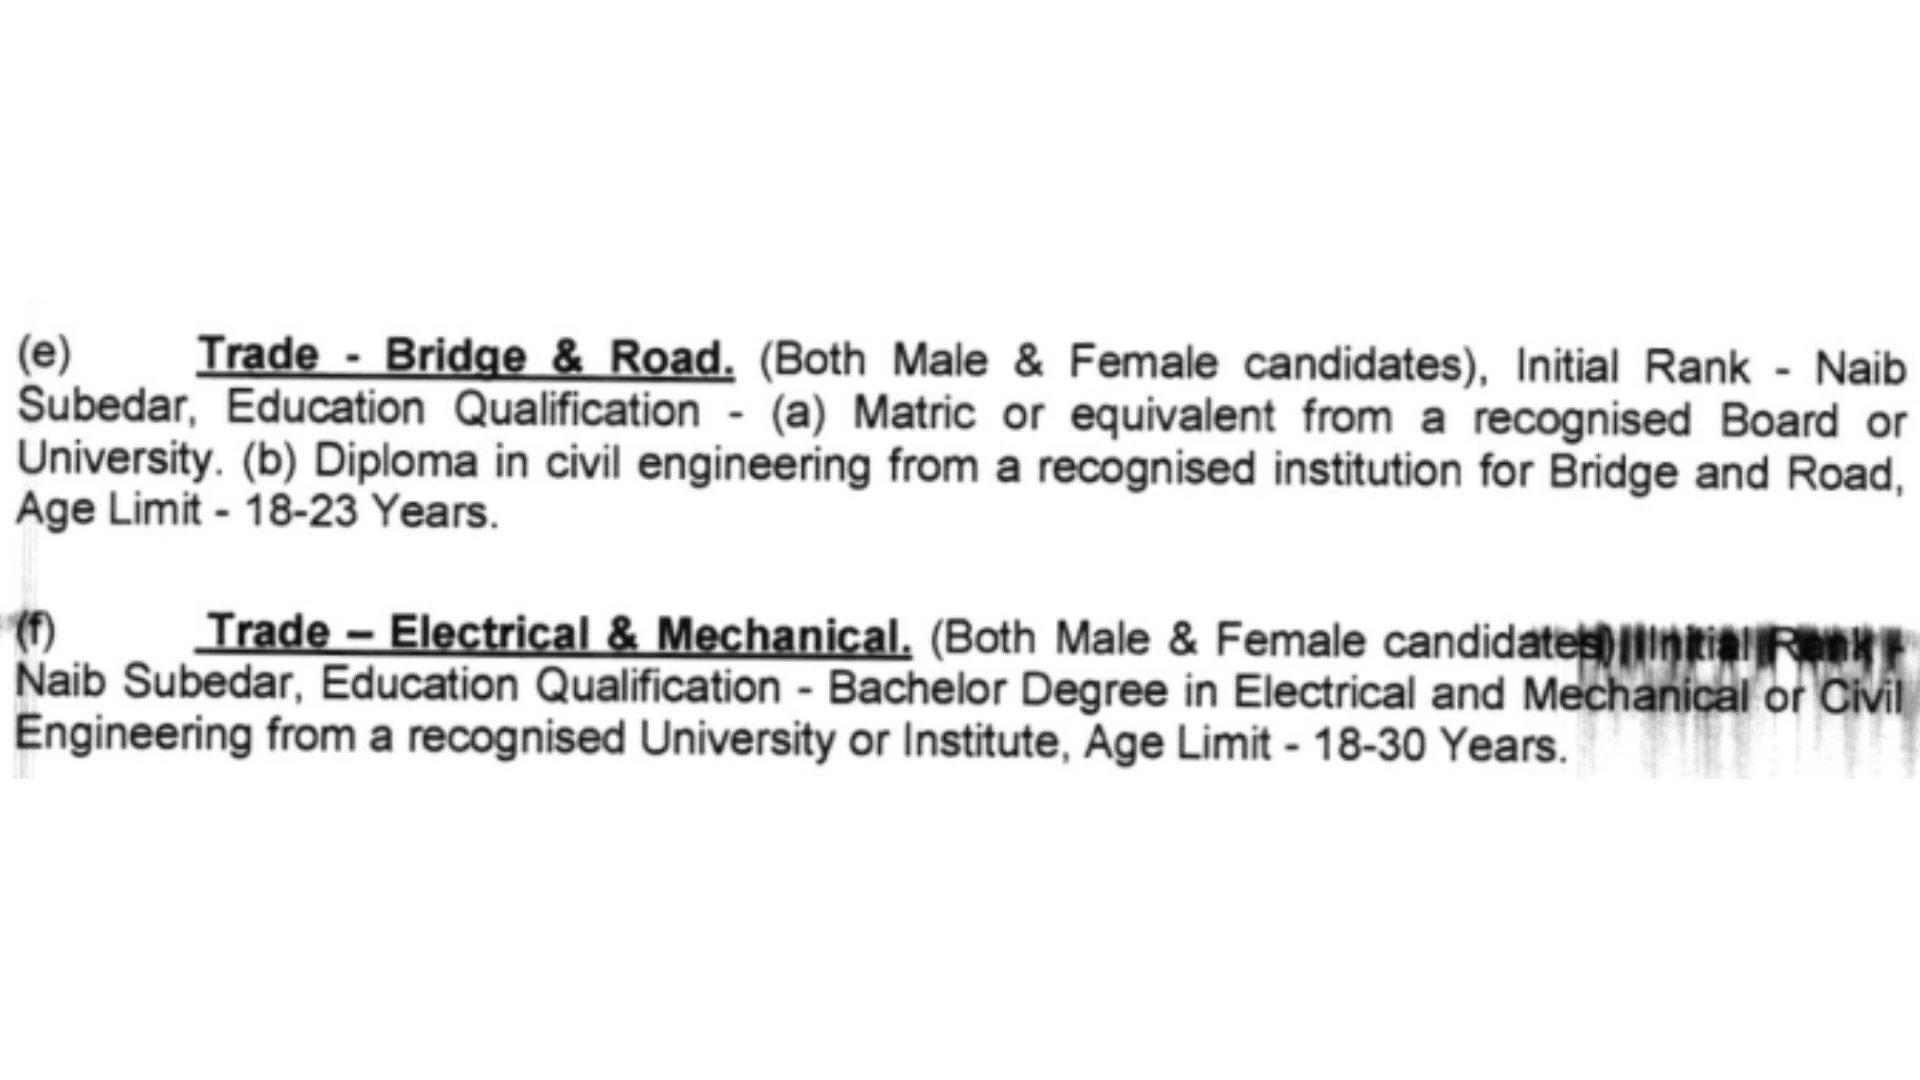 (e) Trade - Bridge & Road. (Both Male & Female candidates), Initial Rank - Naib
Subedar, Education Qualification - (a) Matric or equivalent from a recognised Board or
University. (b) Diploma in civil engineering from a recognised institution for Bridge and Road,
Age Limit - 18-23 Years.
(f) Trade – Electrical & Mechanical. (Both Male & Female candidates), Initial Rank -
Naib Subedar, Education Qualification - Bachelor Degree in Electrical and Mechanical or Civil
Engineering from a recognised University or Institute, Age Limit - 18-30 Years.